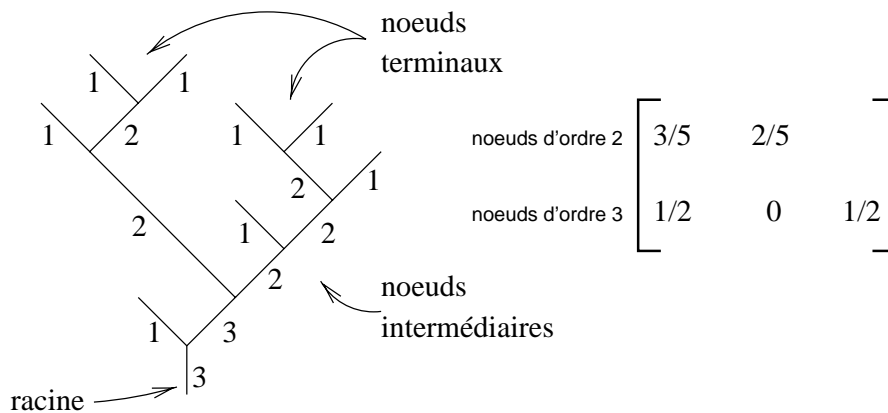 noeuds
terminaux
1
1
1
2
1
1
2
1
2
1
2
2
1
3
3
noeuds
intermédiaires
racine
noeuds d'ordre 2 3/5 2/5
noeuds d'ordre 3 1/2 0 1/2